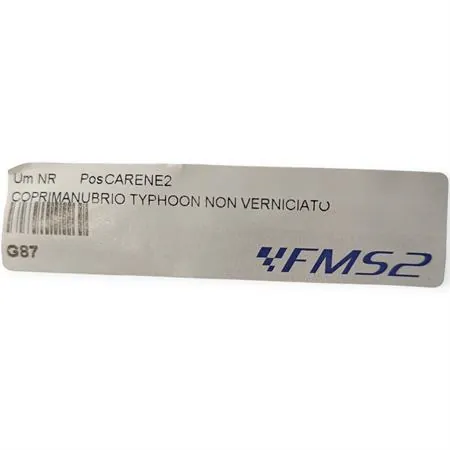 Um NR PosCARENE2
COPRIMANUBRIO TYPHOON NON VERNICIATO
G87
FMS2